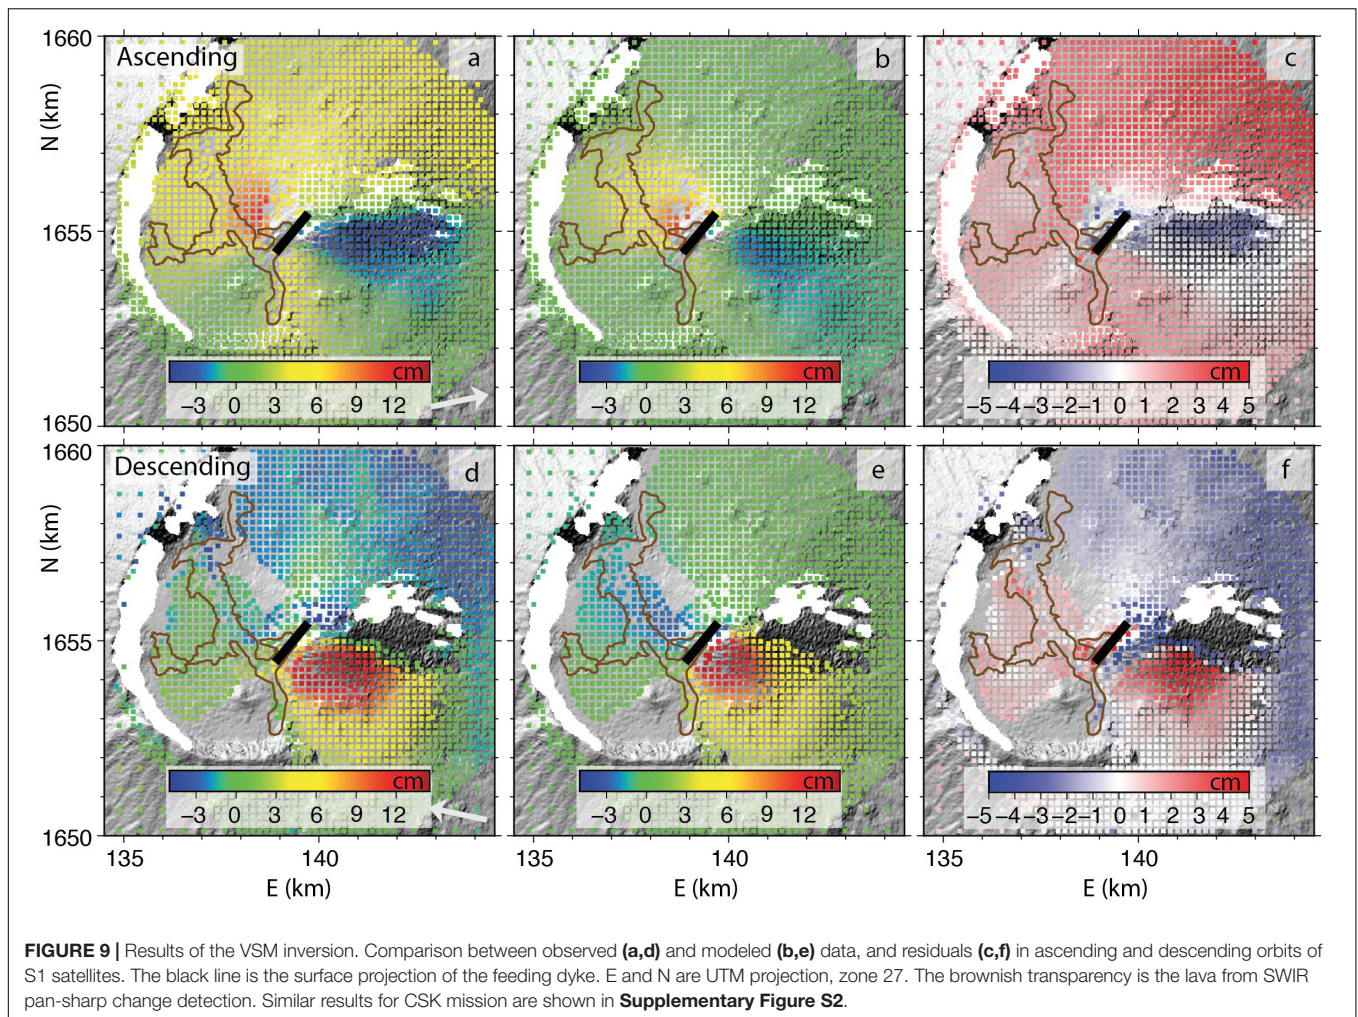 1660
Ascending
a
b
c
N (km)
1655
cm
cm
cm
−3 0 3 6 9 12
−3 0 3 6 9 12
−5 −4 −3 −2 −1 0 1 2 3 4 5
1650
1660
Descending
d
e
f
N (km)
1655
cm
cm
cm
−3 0 3 6 9 12
−3 0 3 6 9 12
−5 −4 −3 −2 −1 0 1 2 3 4 5
1650
135 140
135 140
135 140
E (km)
E (km)
E (km)
FIGURE 9 | Results of the VSM inversion. Comparison between observed (a,d) and modeled (b,e) data, and residuals (c,f) in ascending and descending orbits of
S1 satellites. The black line is the surface projection of the feeding dyke. E and N are UTM projection, zone 27. The brownish transparency is the lava from SWIR
pan-sharp change detection. Similar results for CSK mission are shown in Supplementary Figure S2.